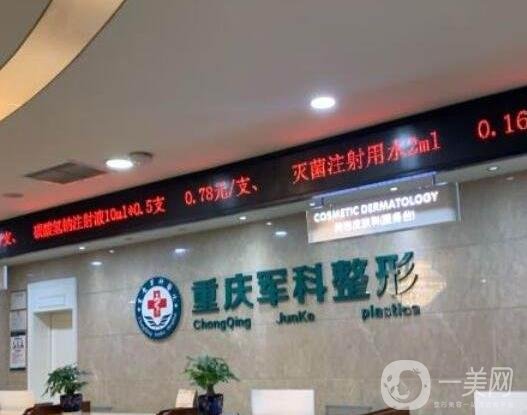 碳酸氢钠注射液10ml:0.5支 0.78元/支、 灭菌注射用水2ml 0.16
COSMETIC DERMATOLOGY
重庆军科整形
ChongQing JunKe plastics
一美网